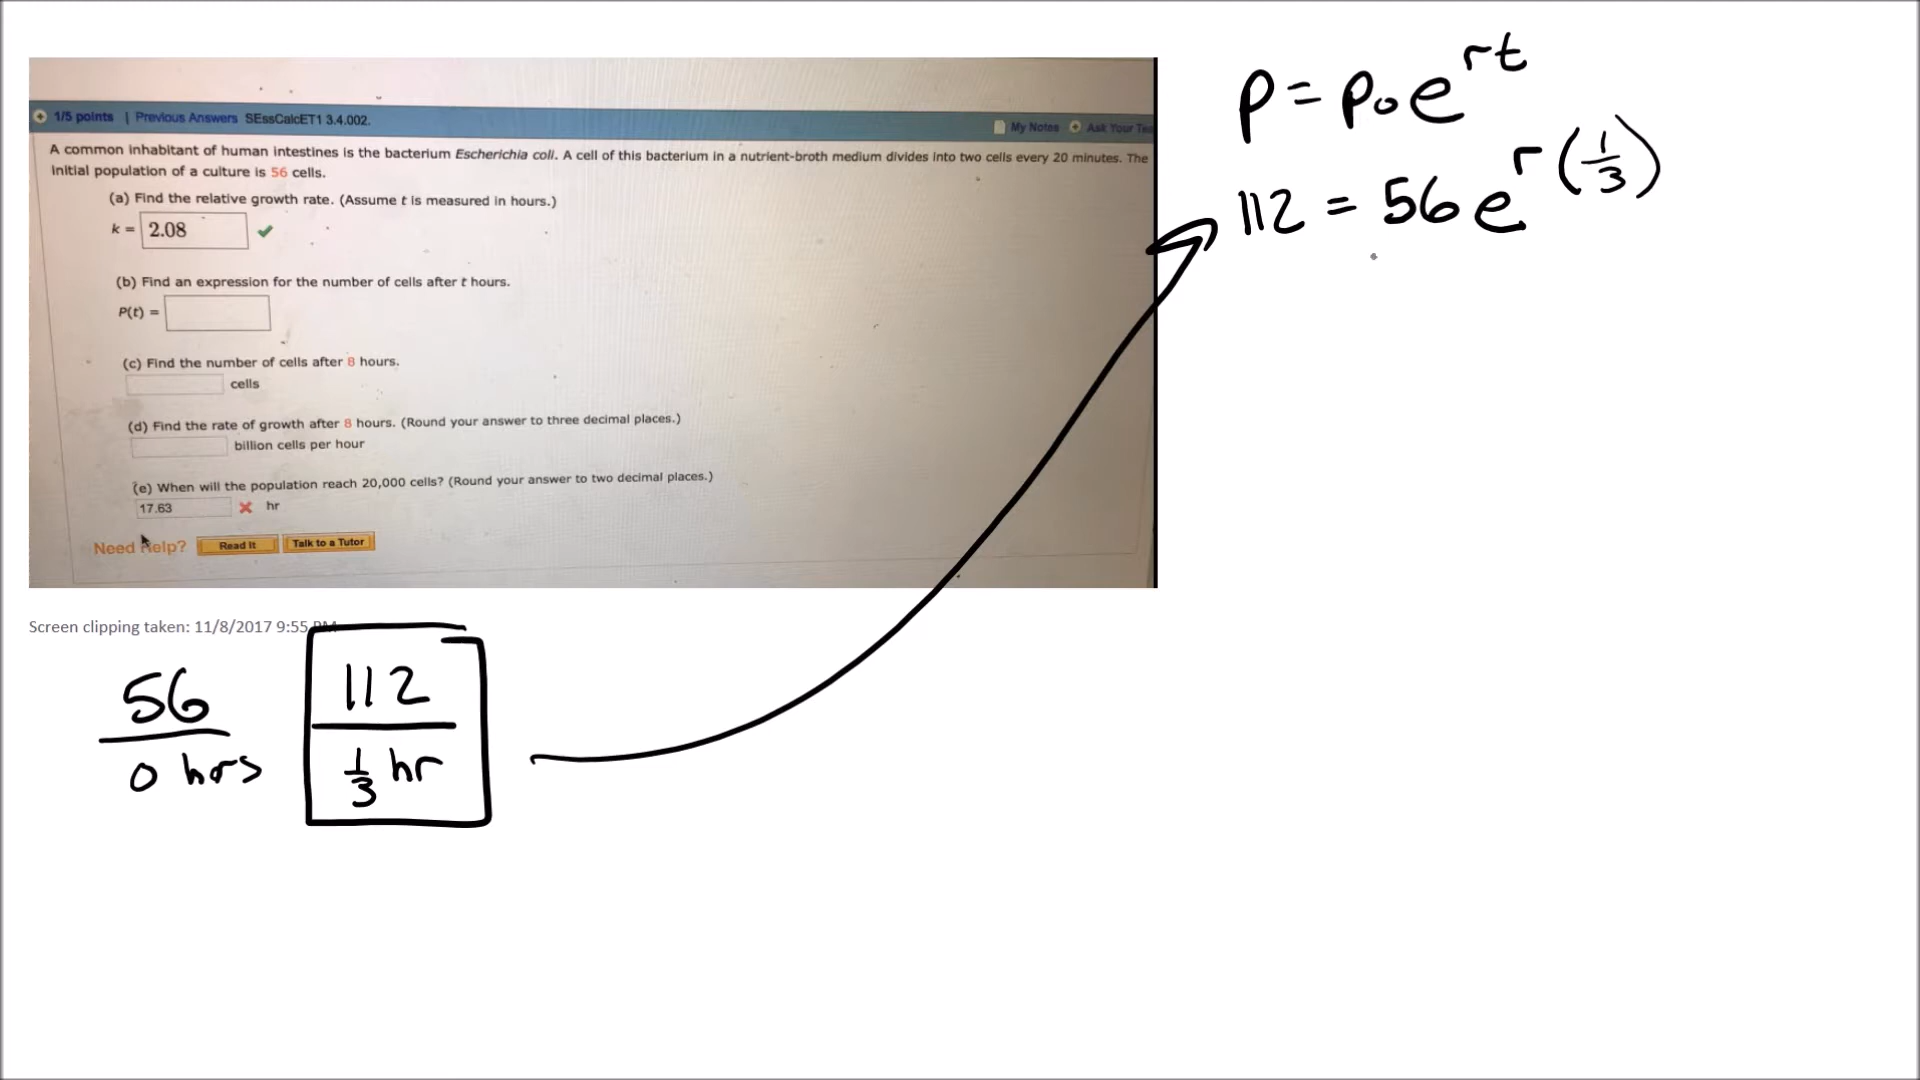 1/5 points | Previous Answers SEssCalcET1 3.4.002.
My Notes
Ask Your
A common inhabitant of human intestines is the bacterium Escherichia coli. A cell of this bacterium in a nutrient-broth medium divides into two cells every 20 minutes. The
initial population of a culture is 56 cells.
(a) Find the relative growth rate. (Assume t is measured in hours.)
k = 2.08
(b) Find an expression for the number of cells after t hours.
P(t) =
(c) Find the number of cells after 8 hours.
cells
(d) Find the rate of growth after 8 hours. (Round your answer to three decimal places.)
billion cells per hour
(e) When will the population reach 20,000 cells? (Round your answer to two decimal places.)
17.63 hr
Need Help? Read It Talk to a Tutor
Screen clipping taken: 11/8/2017 9:55 PM
56
0 hrs
112
1/3 hr
P = P₀e^rt
112 = 56e^r(1/3)